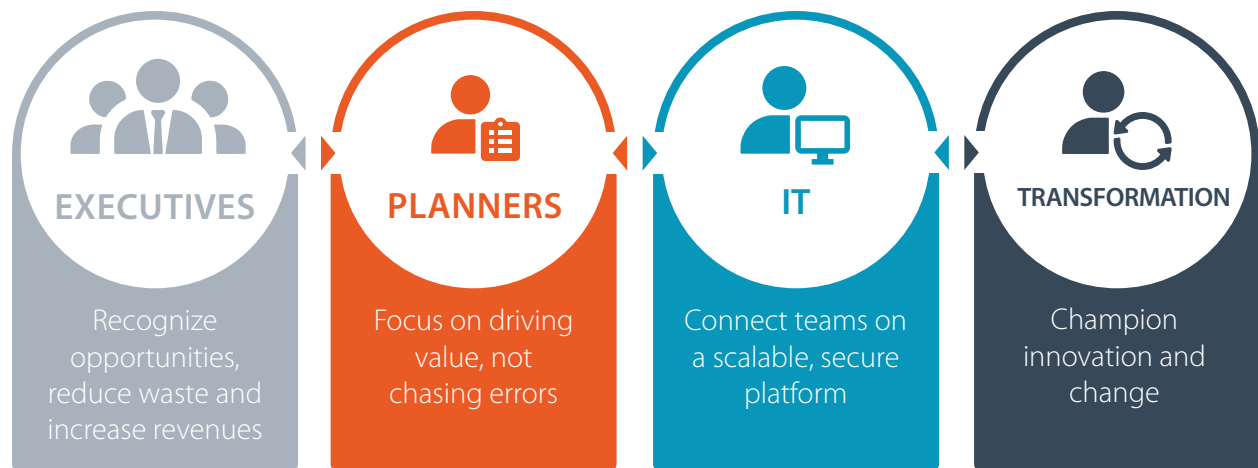 EXECUTIVES
Recognize
opportunities,
reduce waste and
increase revenues
PLANNERS
Focus on driving
value, not
chasing errors
IT
Connect teams on
a scalable, secure
platform
TRANSFORMATION
Champion
innovation and
change